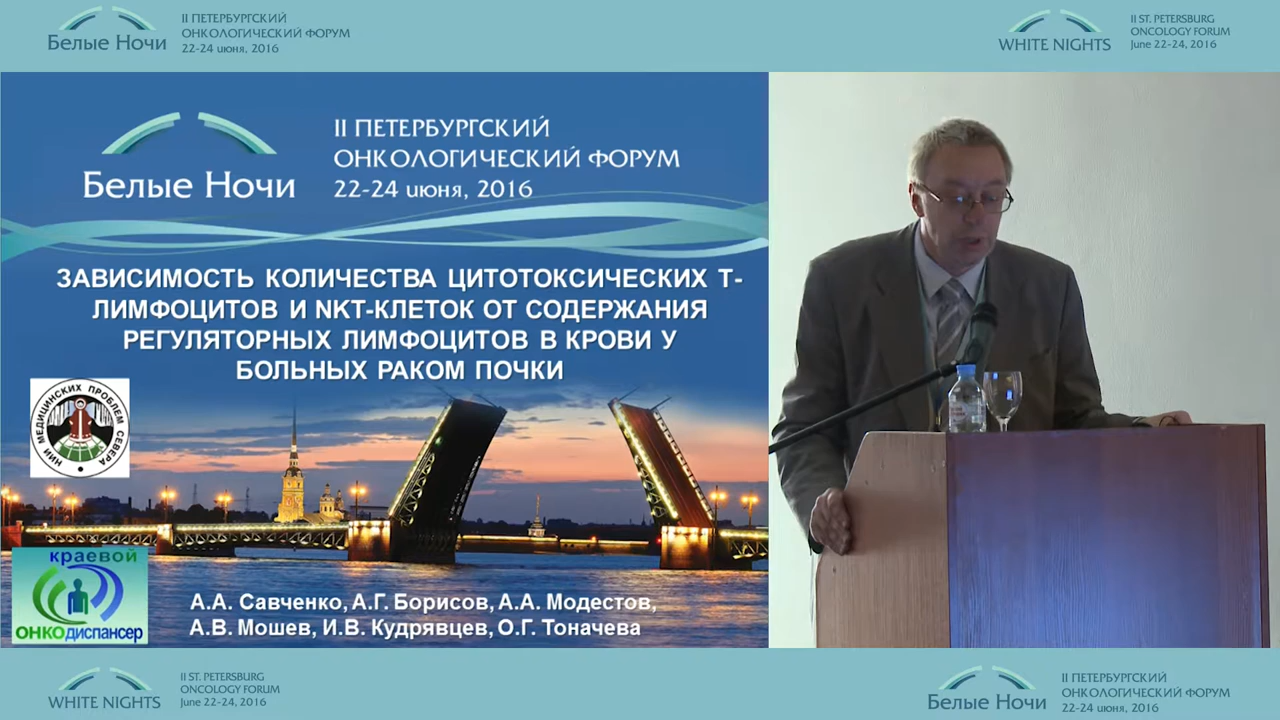 Белые Ночи
II ПЕТЕРБУРГСКИЙ
ОНКОЛОГИЧЕСКИЙ ФОРУМ
22-24 июня, 2016
WHITE NIGHTS
II ST. PETERSBURG
ONCOLOGY FORUM
June 22-24, 2016
Белые Ночи
II ПЕТЕРБУРГСКИЙ
ОНКОЛОГИЧЕСКИЙ ФОРУМ
22-24 июня, 2016
ЗАВИСИМОСТЬ КОЛИЧЕСТВА ЦИТОТОКСИЧЕСКИХ Т-
ЛИМФОЦИТОВ И NKT-КЛЕТОК ОТ СОДЕРЖАНИЯ
РЕГУЛЯТОРНЫХ ЛИМФОЦИТОВ В КРОВИ У
БОЛЬНЫХ РАКОМ ПОЧКИ
НИИ МЕДИЦИНСКИХ ПРОБЛЕМ СЕВЕРА
краевой
ОНКОдиспансер
А.А. Савченко, А.Г. Борисов, А.А. Модестов,
А.В. Мошев, И.В. Кудрявцев, О.Г. Тоначева
WHITE NIGHTS
II ST. PETERSBURG
ONCOLOGY FORUM
June 22-24, 2016
Белые Ночи
II ПЕТЕРБУРГСКИЙ
ОНКОЛОГИЧЕСКИЙ ФОРУМ
22-24 июня, 2016